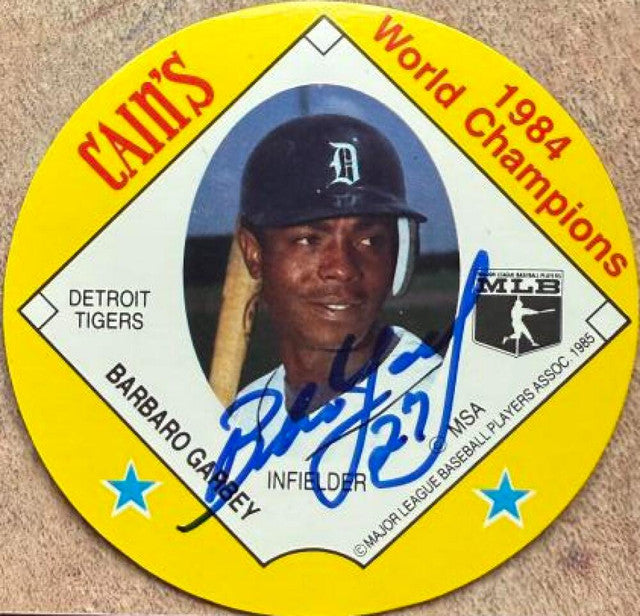 CAIN'S
1984
World Champions
D
DETROIT
TIGERS
MAJOR LEAGUE BASEBALL PLAYERS
MLB
BARBARO GARBEY
INFIELDER
27
© MSA
©MAJOR LEAGUE BASEBALL PLAYERS ASSOC. 1985